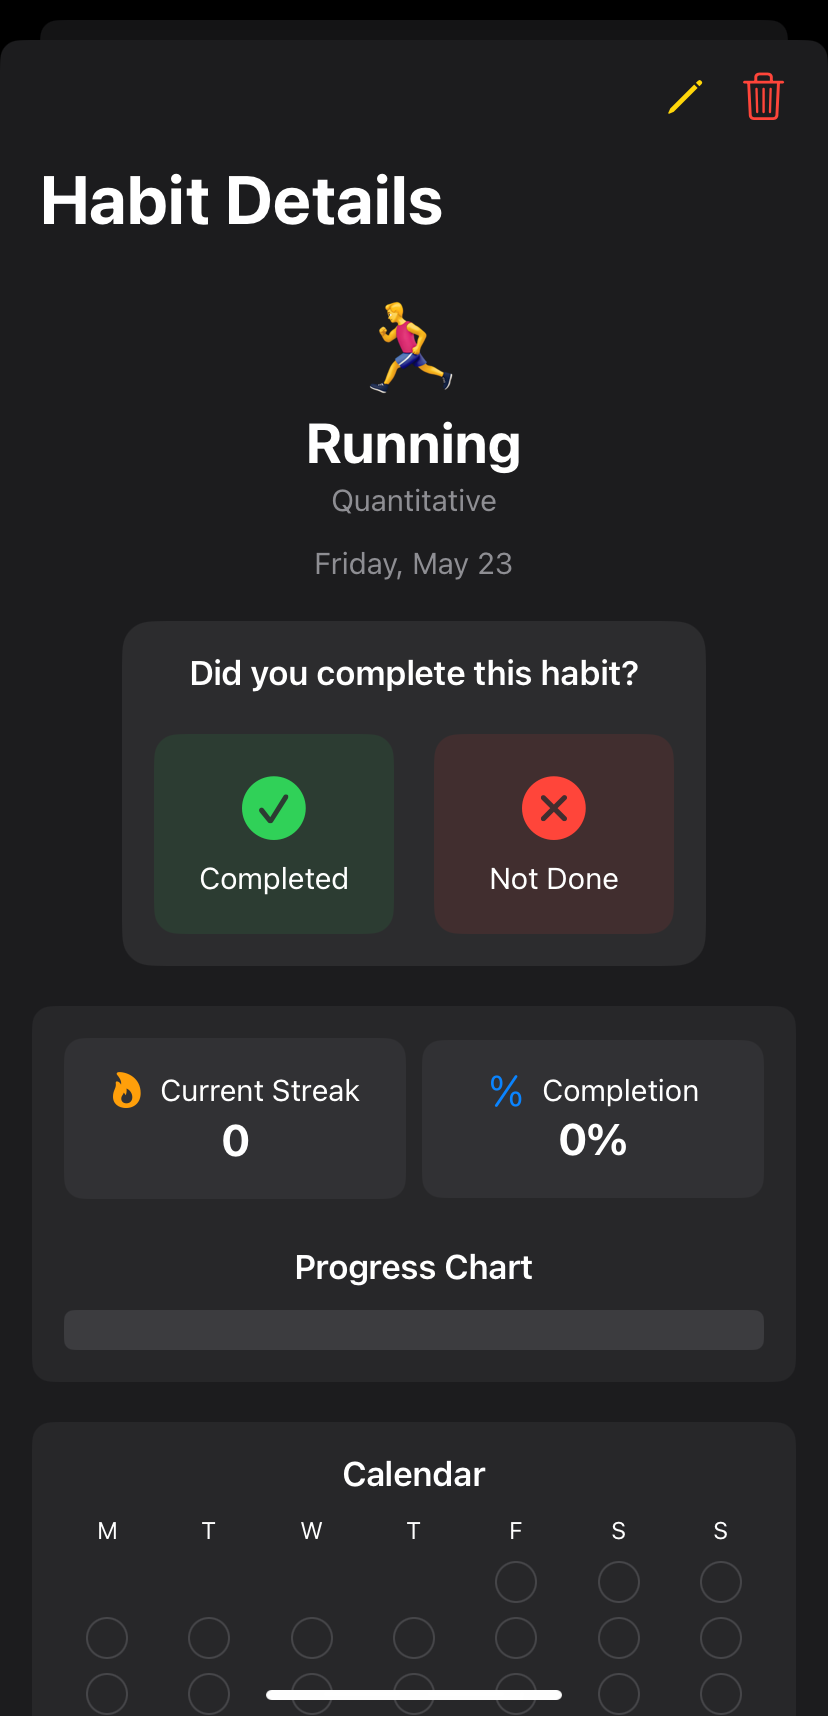 Habit Details
Running
Quantitative
Friday, May 23
Did you complete this habit?
Completed
Not Done
Current Streak
0
% Completion
0%
Progress Chart
Calendar
M T W T F S S